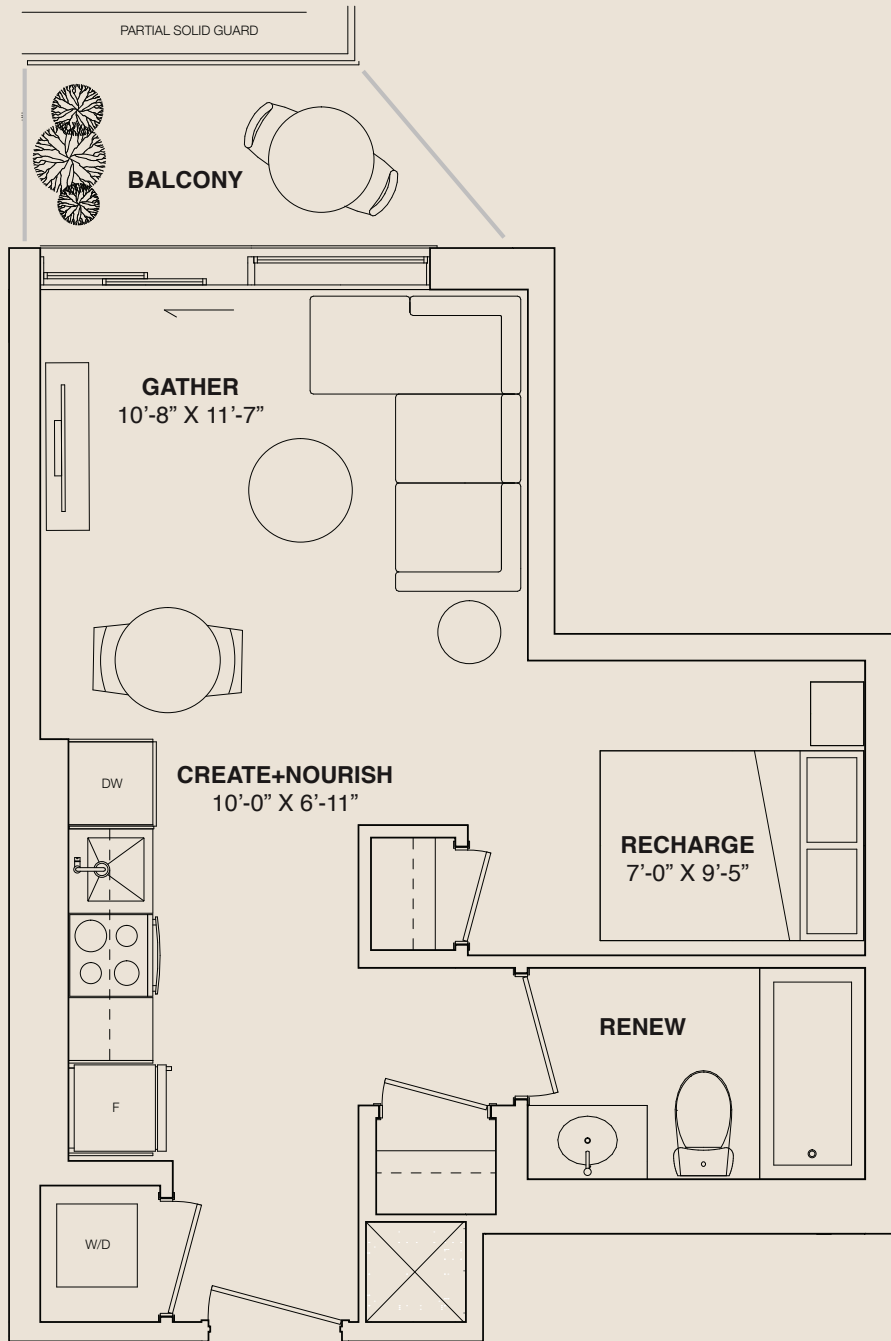 PARTIAL SOLID GUARD
BALCONY
GATHER
10’-8” X 11’-7”
DW
CREATE+NOURISH
10’-0” X 6’-11”
RECHARGE
7’-0” X 9’-5”
RENEW
F
W/D